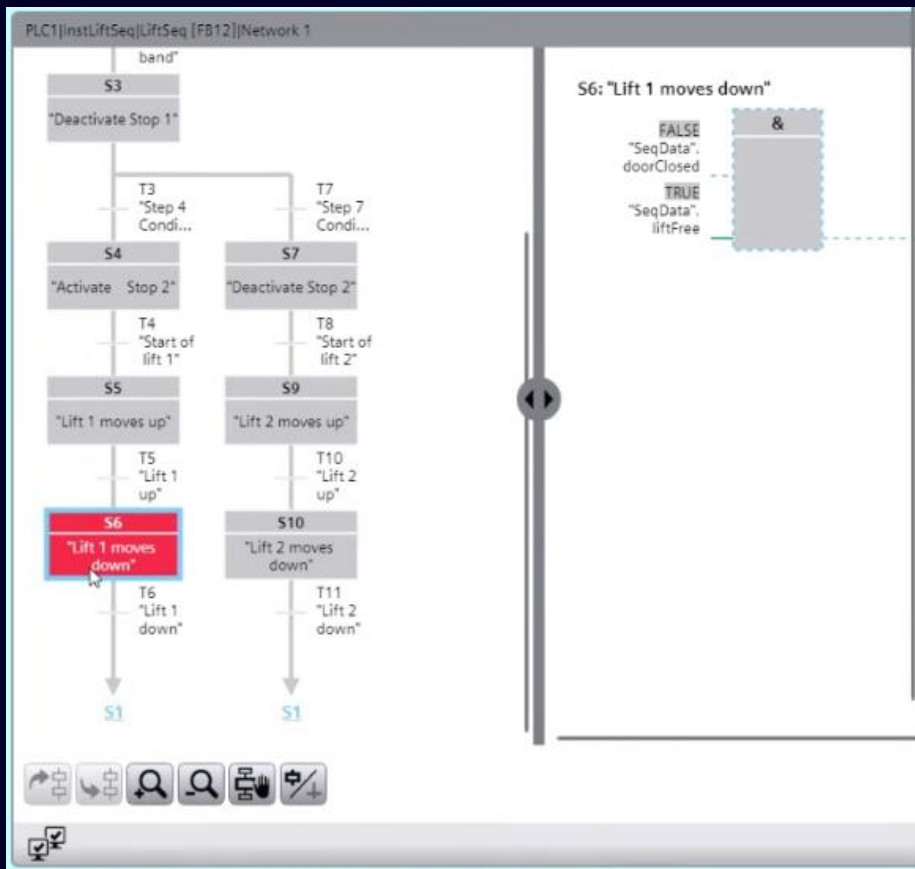 PLC1|InstLiftSeq|LiftSeq [FB12]|Network 1
band"
S3
"Deactivate Stop 1"
T3
"Step 4
Condi...
T7
"Step 7
Condi...
S4
"Activate Stop 2"
S7
"Deactivate Stop 2"
T4
"Start of
lift 1"
T8
"Start of
lift 2"
S5
"Lift 1 moves up"
S9
"Lift 2 moves up"
T5
"Lift 1
up"
T10
"Lift 2
up"
S6
"Lift 1 moves
down"
S10
"Lift 2 moves
down"
T6
"Lift 1
down"
T11
"Lift 2
down"
S1
S1
S6: "Lift 1 moves down"
FALSE
"SeqData".
doorClosed
TRUE
"SeqData".
liftFree
&